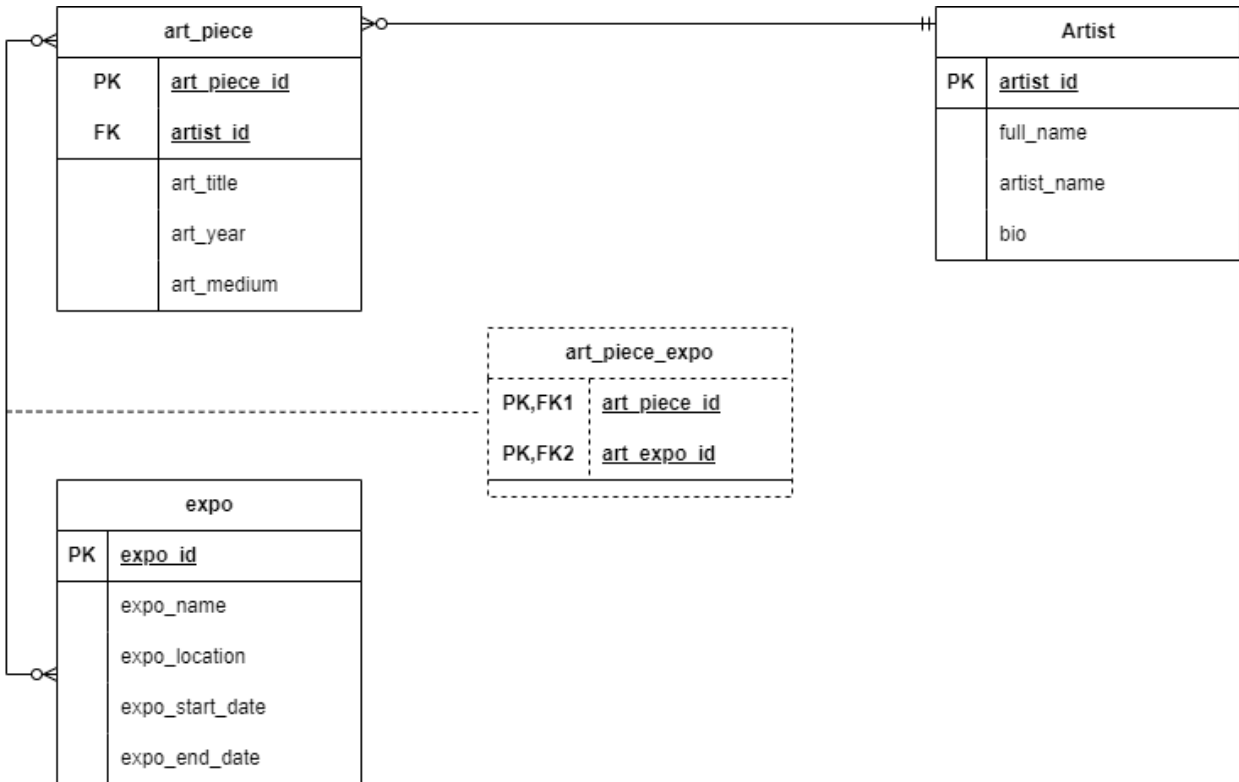 art_piece
PK art_piece_id
FK artist_id
art_title
art_year
art_medium
Artist
PK artist_id
full_name
artist_name
bio
art_piece_expo
PK,FK1 art_piece_id
PK,FK2 art_expo_id
expo
PK expo_id
expo_name
expo_location
expo_start_date
expo_end_date